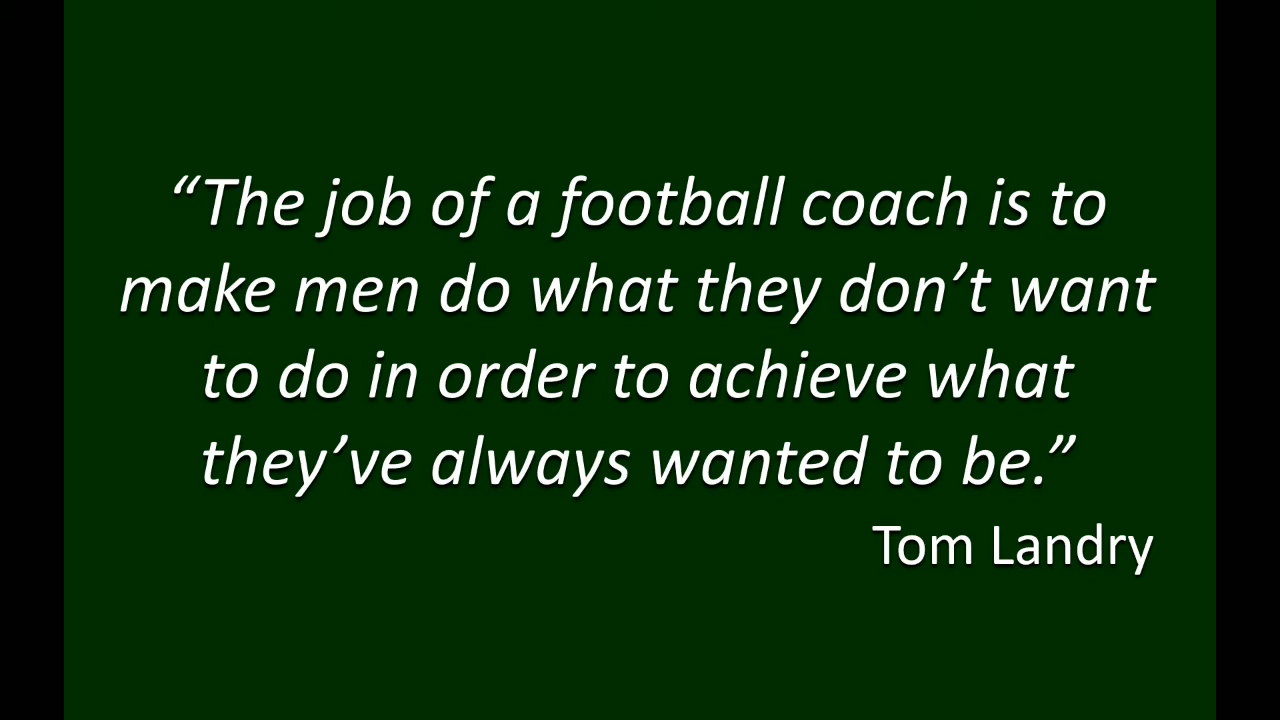 “The job of a football coach is to
make men do what they don’t want
to do in order to achieve what
they’ve always wanted to be.”
Tom Landry